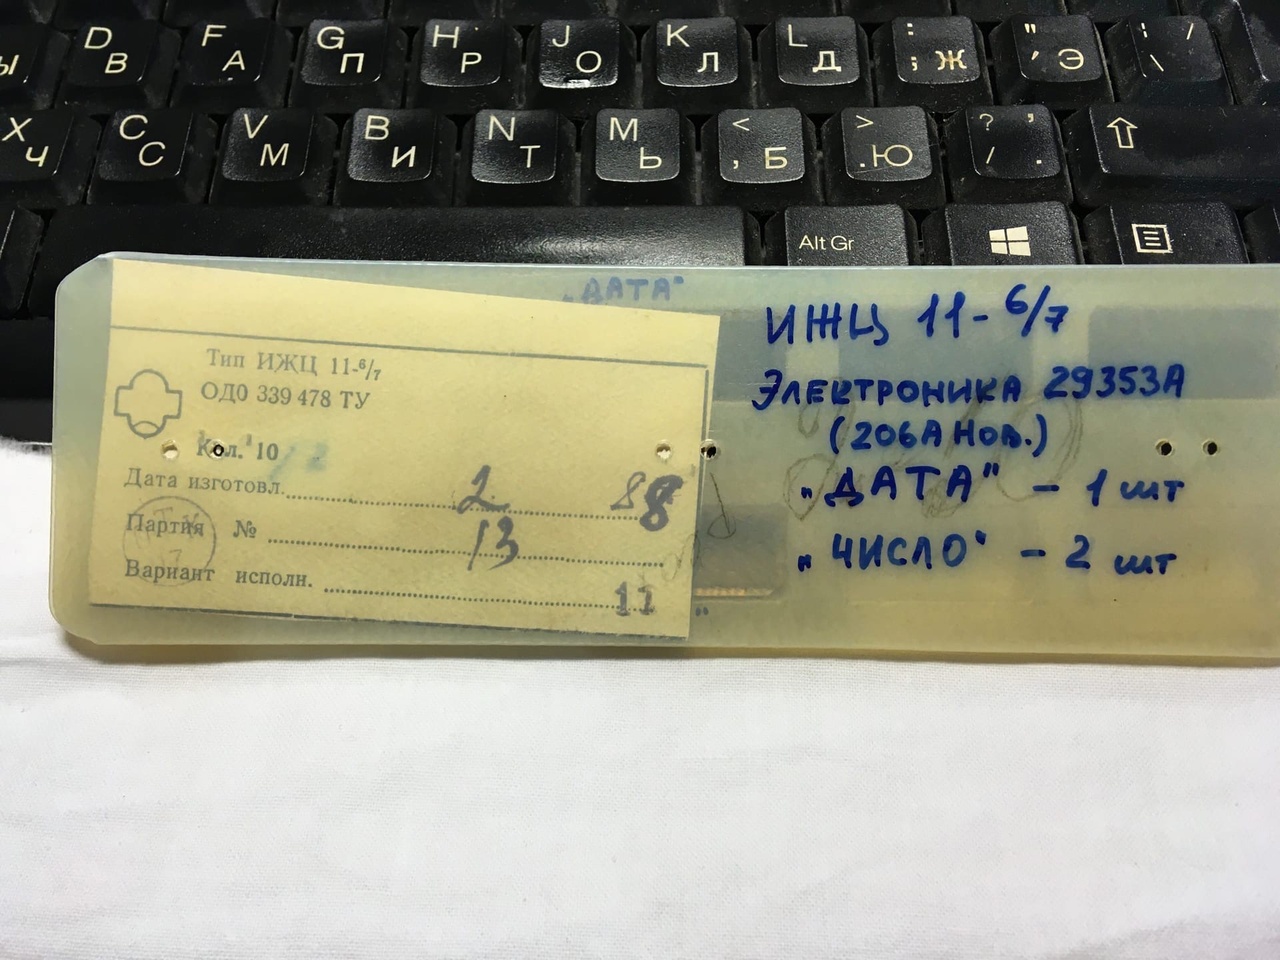 Ы D В F А G П H Р J О K Л L Д : ; Ж " ' Э | / \
Х Ч C С V М B И N Т M Ь < , Б > . Ю ? , / .
Alt Gr
"ДАТА"
Тип ИЖЦ 11-6/7
ОД0 339 478 ТУ
Кол. 10
Дата изготовл. 2 88
Партия № 13
Вариант исполн. 11
ИЖЦ 11-6/7
ЭЛЕКТРОНИКА 29353А
(206А НОВ.)
"ДАТА" - 1 шт
"ЧИСЛО" - 2 шт